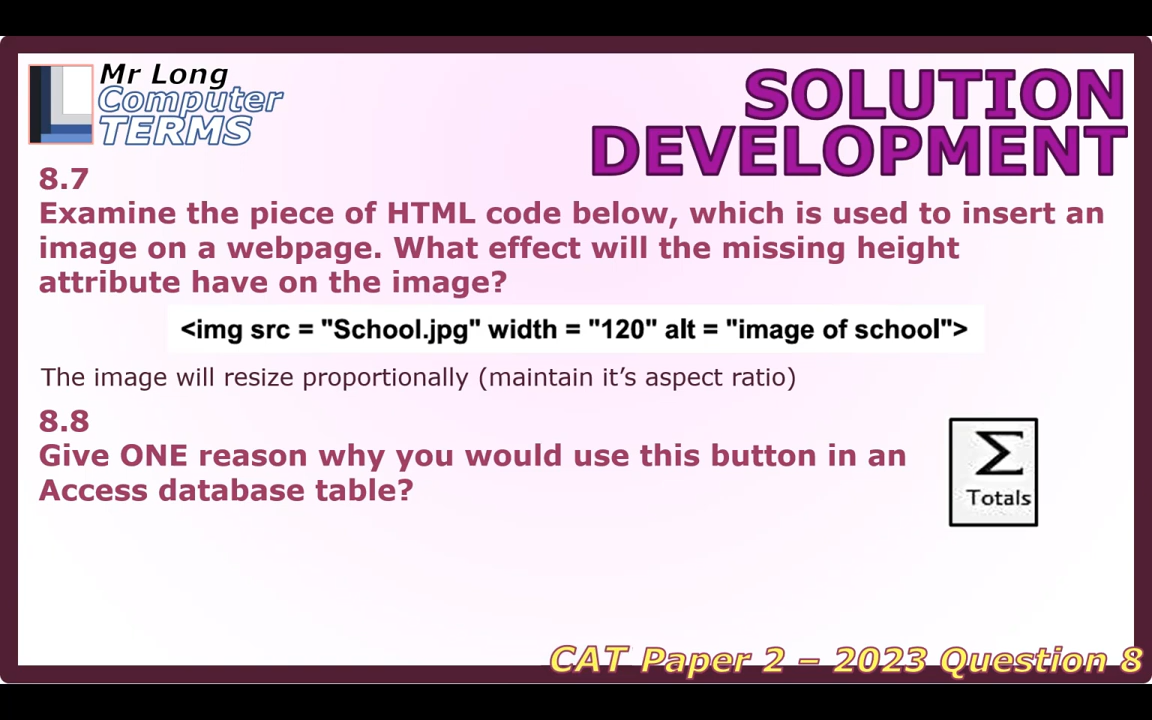 Mr Long
Computer
TERMS
SOLUTION
DEVELOPMENT
8.7
Examine the piece of HTML code below, which is used to insert an
image on a webpage. What effect will the missing height
attribute have on the image?
<img src = "School.jpg" width = "120" alt = "image of school">
The image will resize proportionally (maintain it’s aspect ratio)
8.8
Give ONE reason why you would use this button in an
Access database table?
Σ
Totals
CAT Paper 2 – 2023 Question 8